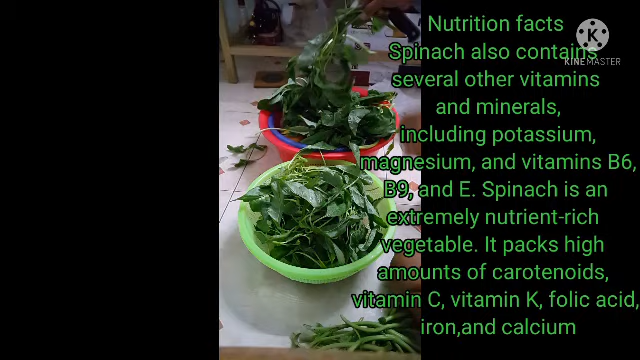 Nutrition facts
Spinach also contains
several other vitamins
and minerals,
including potassium,
magnesium, and vitamins B6,
B9, and E. Spinach is an
extremely nutrient-rich
vegetable. It packs high
amounts of carotenoids,
vitamin C, vitamin K, folic acid,
iron,and calcium
KINEMASTER